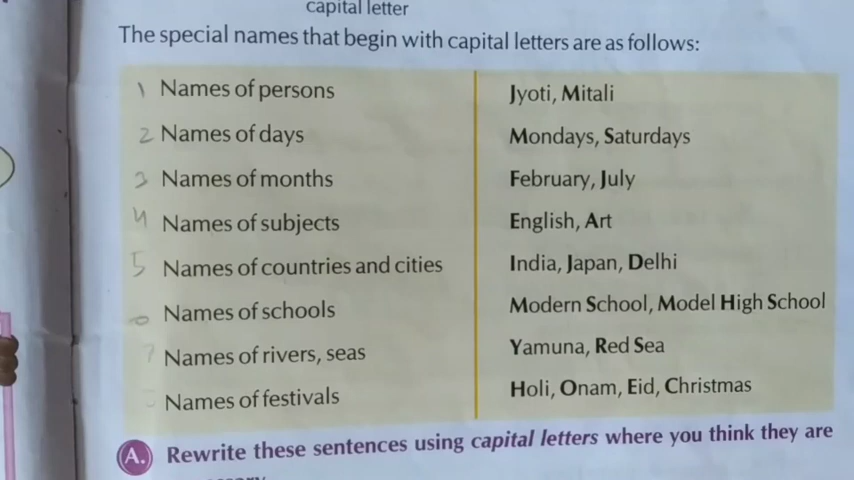 capital letter
The special names that begin with capital letters are as follows:
1 Names of persons Jyoti, Mitali
2 Names of days Mondays, Saturdays
3 Names of months February, July
4 Names of subjects English, Art
5 Names of countries and cities India, Japan, Delhi
6 Names of schools Modern School, Model High School
7 Names of rivers, seas Yamuna, Red Sea
Names of festivals Holi, Onam, Eid, Christmas
A. Rewrite these sentences using capital letters where you think they are